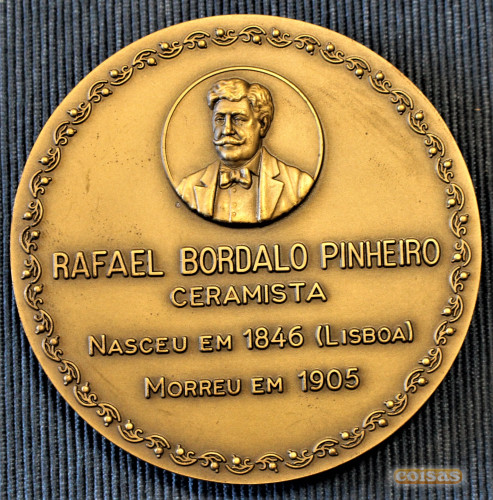 RAFAEL BORDALO PINHEIRO
CERAMISTA
NASCEU EM 1846 (LISBOA)
MORREU EM 1905
coisas